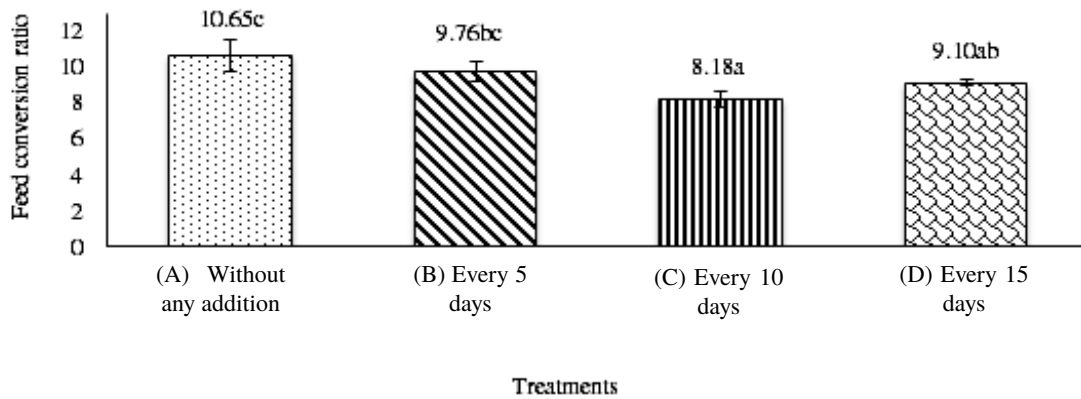 Feed conversion ratio
12
10
8
6
4
2
0
10.65c
9.76bc
8.18a
9.10ab
(A) Without
any addition
(B) Every 5
days
(C) Every 10
days
(D) Every 15
days
Treatments